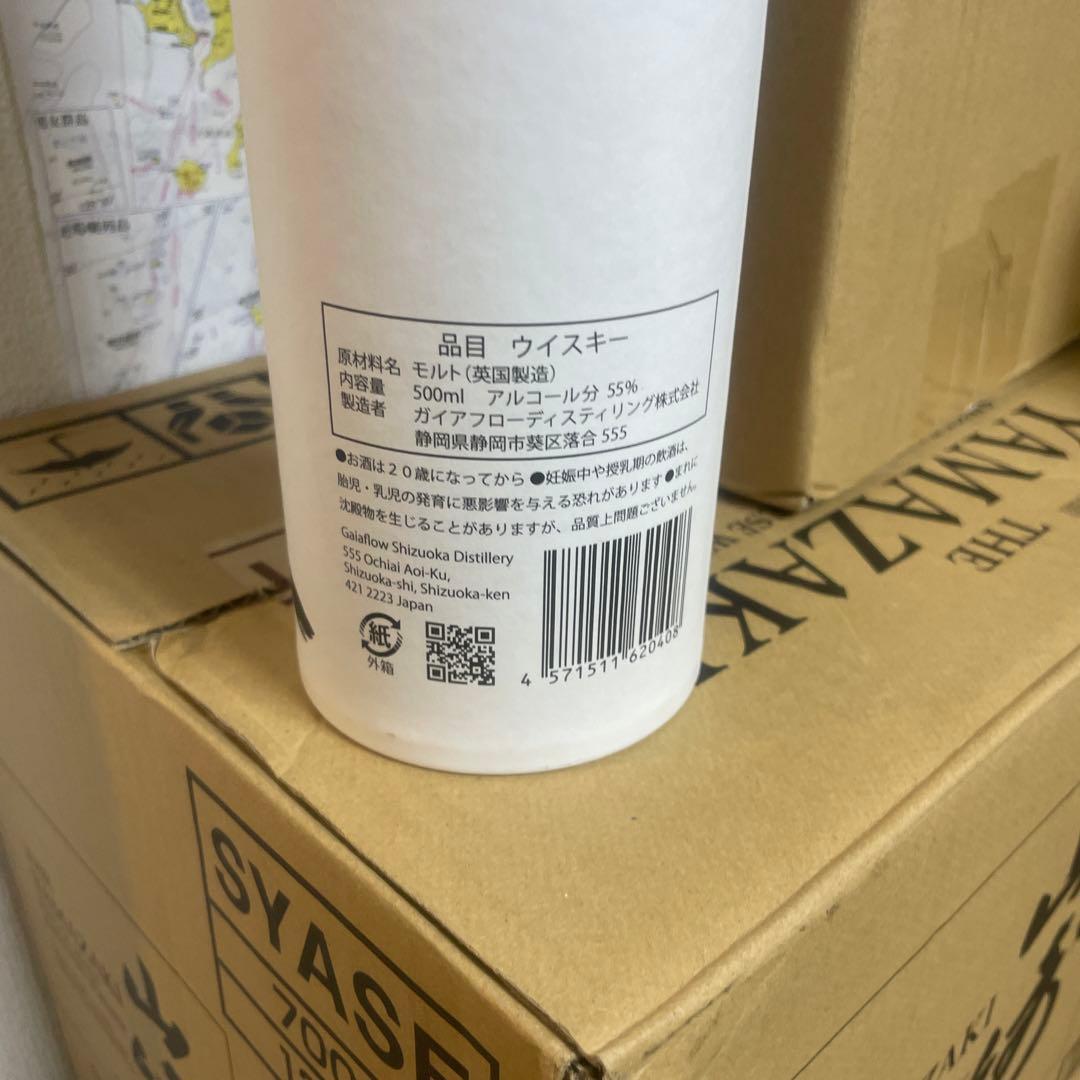 品目 ウイスキー
原材料名 モルト(英国製造)
内容量 500ml アルコール分 55%
製造者 ガイアフローディスティリング株式会社
静岡県静岡市葵区落合 555
●お酒は20歳になってから ●妊娠中や授乳期の飲酒は、
胎児・乳児の発育に悪影響を与える恐れがあります ●まれに
沈殿物を生じることがありますが、品質上問題ございません。
Gaiaflow Shizuoka Distillery
555 Ochiai Aoi-Ku,
Shizuoka-shi, Shizuoka-ken
421 2223 Japan
紙
外箱
4 571511 620408
THE
YAMAZAKI
SYASE
700